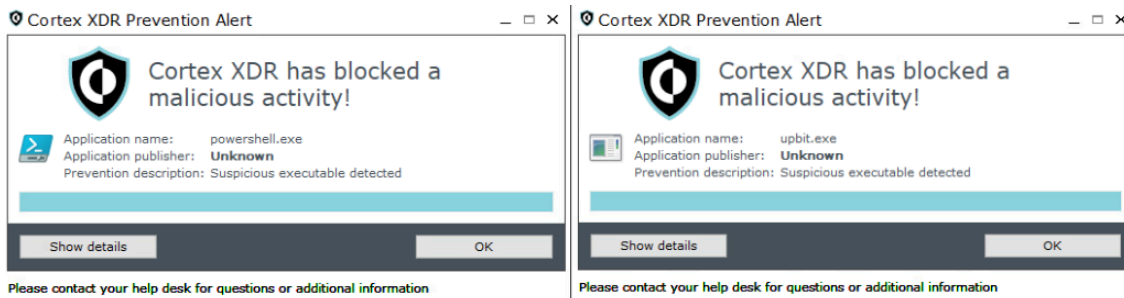 Cortex XDR Prevention Alert
Cortex XDR has blocked a
malicious activity!
Application name: powershell.exe
Application publisher: Unknown
Prevention description: Suspicious executable detected
Show details
OK
Please contact your help desk for questions or additional information
Cortex XDR Prevention Alert
Cortex XDR has blocked a
malicious activity!
Application name: upbit.exe
Application publisher: Unknown
Prevention description: Suspicious executable detected
Show details
OK
Please contact your help desk for questions or additional information